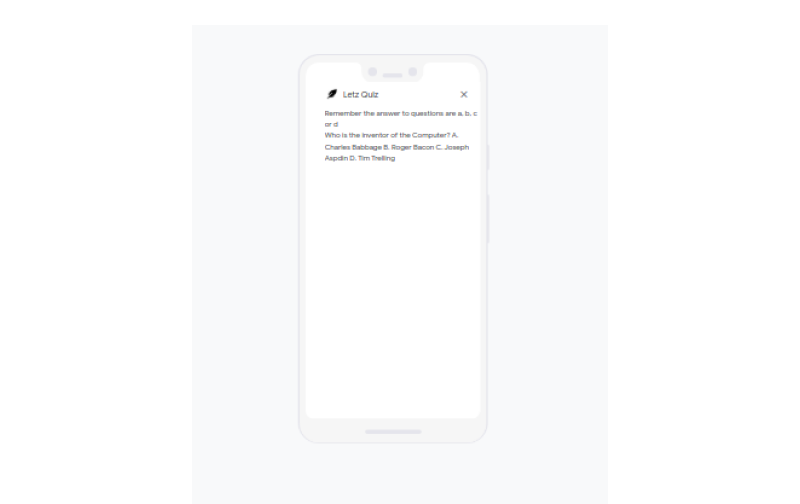 Letz Quiz
Remember the answer to questions are a. b. c
or d
Who is the inventor of the Computer? A.
Charles Babbage B. Roger Bacon C. Joseph
Aspdin D. Tim Trelling